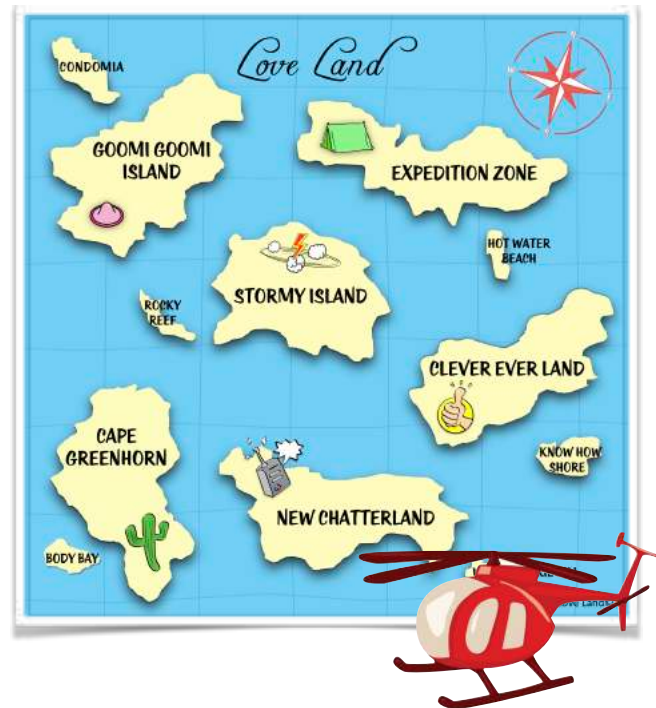 Love Land
CONDOMIA
GOOMI GOOMI
ISLAND
EXPEDITION ZONE
HOT WATER
BEACH
STORMY ISLAND
ROCKY
REEF
CLEVER EVER LAND
CAPE
GREENHORN
KNOW HOW
SHORE
NEW CHATTERLAND
BODY BAY